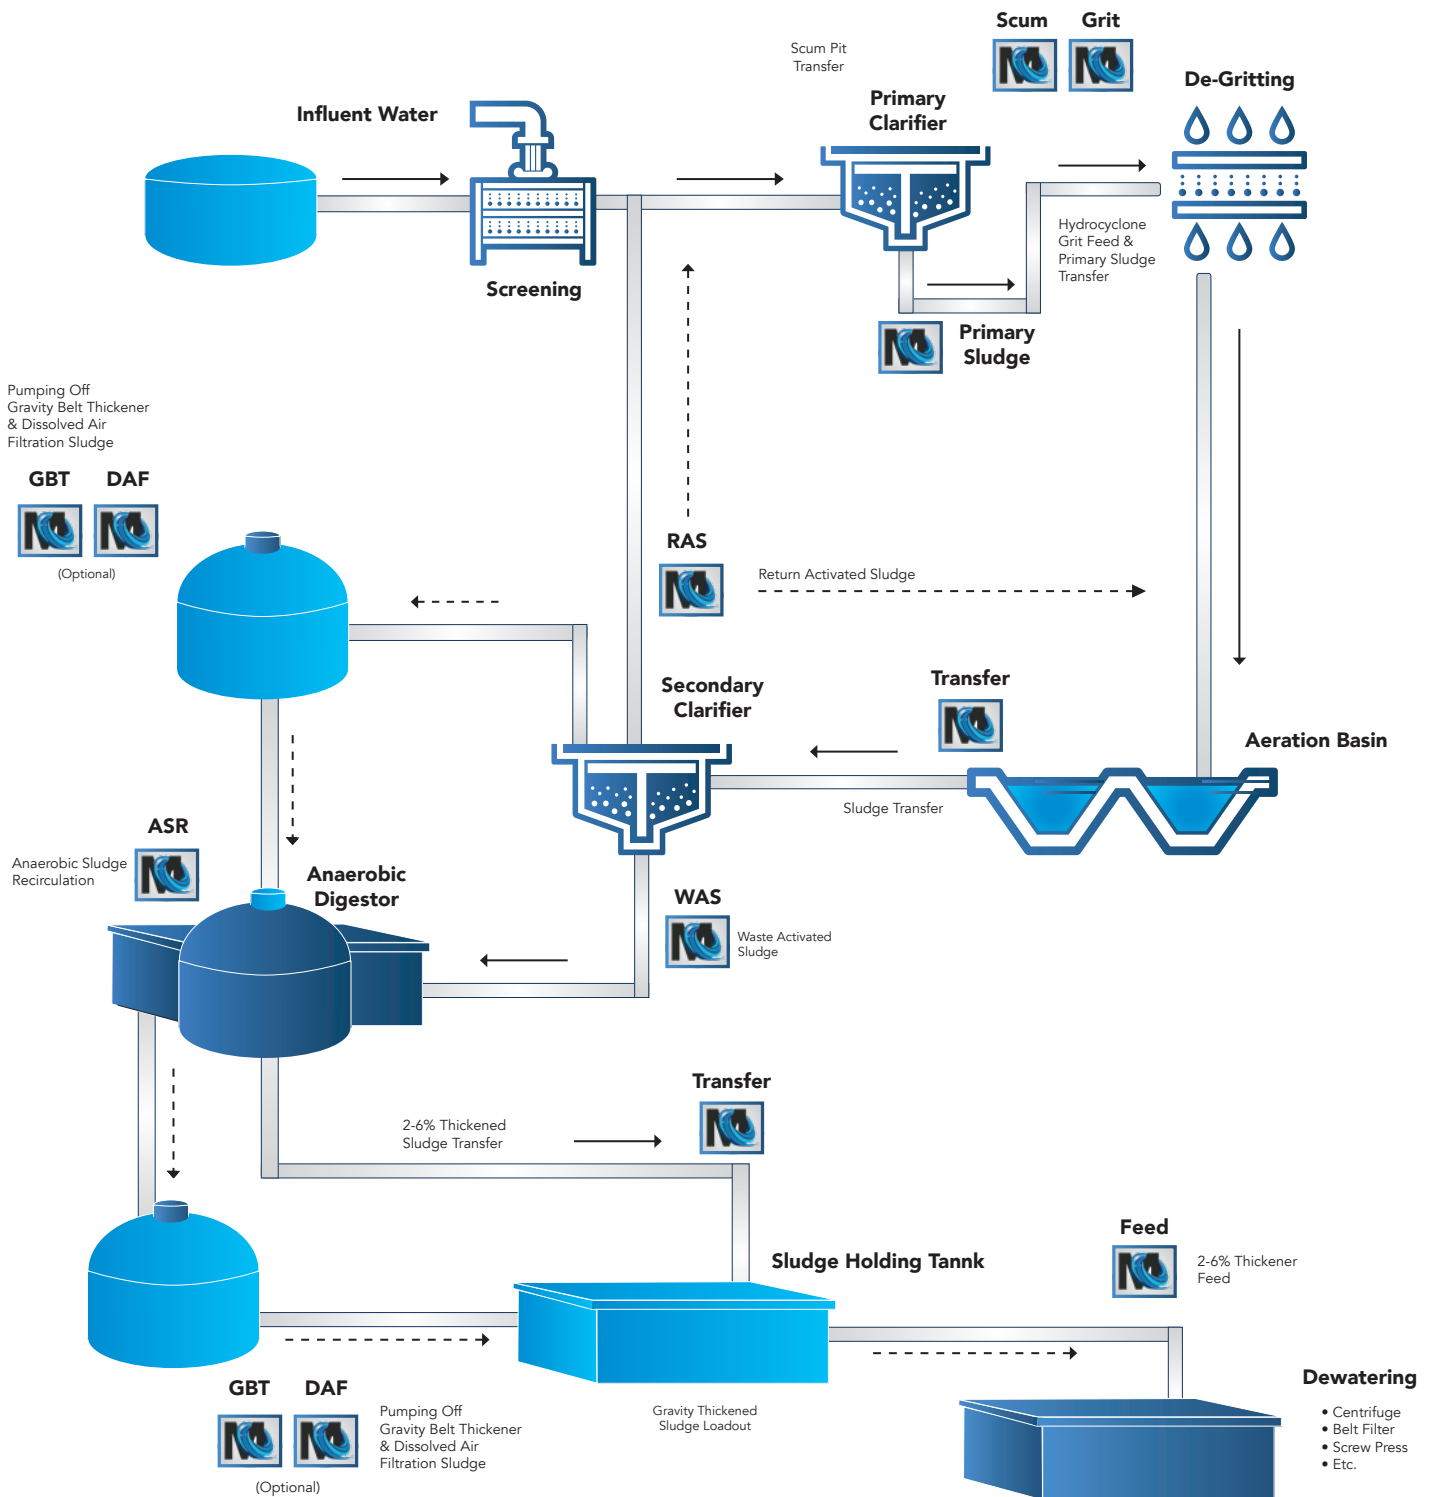 Scum
Grit
Scum Pit
Transfer
De-Gritting
Primary
Clarifier
Influent Water
Hydrocyclone
Grit Feed &
Primary Sludge
Transfer
Screening
Primary
Sludge
Pumping Off
Gravity Belt Thickener
& Dissolved Air
Filtration Sludge
GBT
DAF
(Optional)
RAS
Return Activated Sludge
Secondary
Clarifier
Transfer
Aeration Basin
Sludge Transfer
ASR
Anaerobic Sludge
Recirculation
Anaerobic
Digestor
WAS
Waste Activated
Sludge
Transfer
2-6% Thickened
Sludge Transfer
Feed
2-6% Thickener
Feed
Sludge Holding Tannk
Gravity Thickened
Sludge Loadout
GBT
DAF
(Optional)
Pumping Off
Gravity Belt Thickener
& Dissolved Air
Filtration Sludge
Dewatering
• Centrifuge
• Belt Filter
• Screw Press
• Etc.